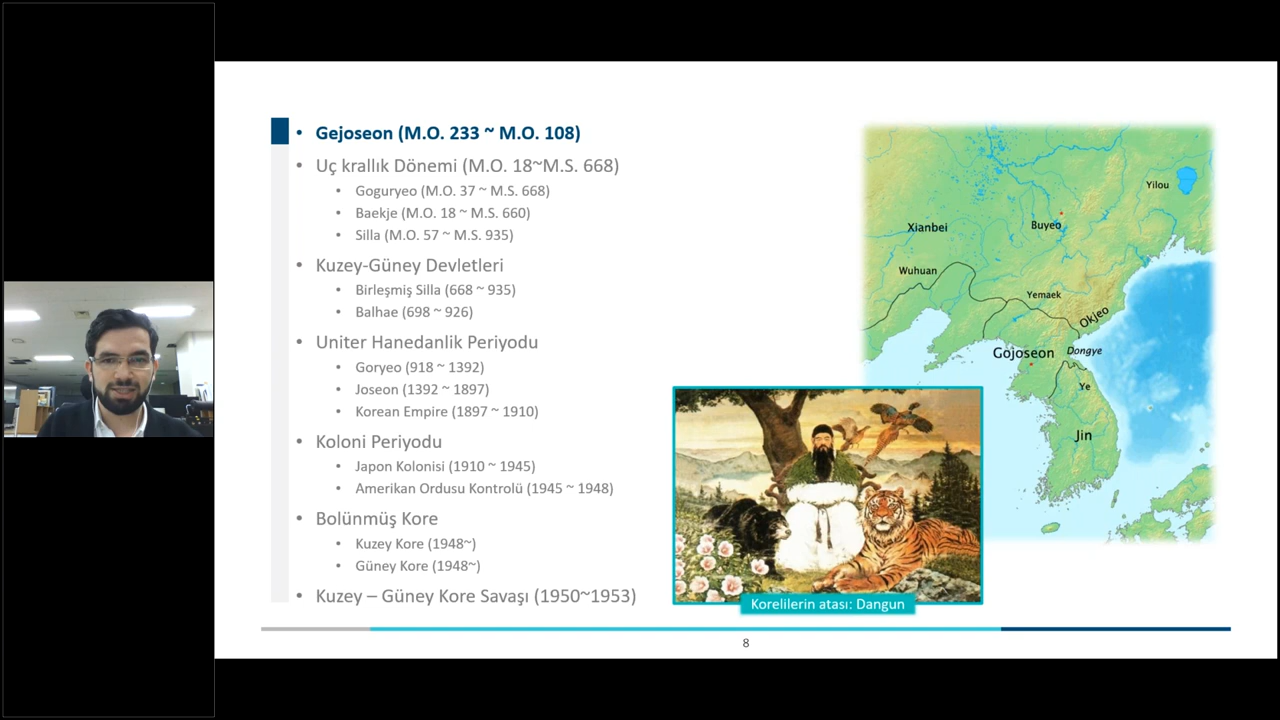 Gejoseon (M.O. 233 ~ M.O. 108)
Uç krallık Dönemi (M.O. 18~M.S. 668)
Goguryeo (M.O. 37 ~ M.S. 668)
Baekje (M.O. 18 ~ M.S. 660)
Silla (M.O. 57 ~ M.S. 935)
Kuzey-Güney Devletleri
Birleşmiş Silla (668 ~ 935)
Balhae (698 ~ 926)
Uniter Hanedanlik Periyodu
Goryeo (918 ~ 1392)
Joseon (1392 ~ 1897)
Korean Empire (1897 ~ 1910)
Koloni Periyodu
Japon Kolonisi (1910 ~ 1945)
Amerikan Ordusu Kontrolü (1945 ~ 1948)
Bolünmüş Kore
Kuzey Kore (1948~)
Güney Kore (1948~)
Kuzey – Güney Kore Savaşı (1950~1953)
Yilou
Xianbei
Buyeo
Wuhuan
Yemaek
Okjeo
Gojoseon
Dongye
Ye
Jin
Korelilerin atası: Dangun
8